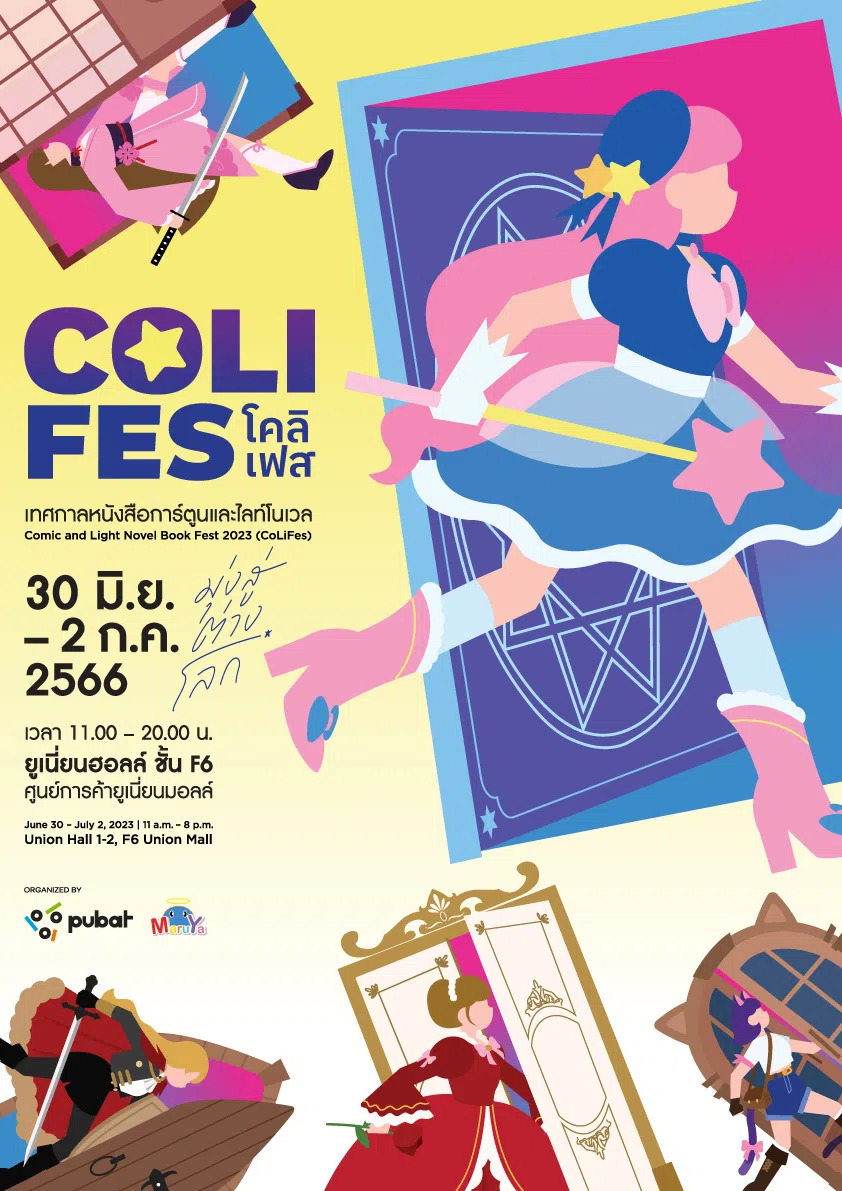 COLI
FES โคลิ
เฟส
เทศกาลหนังสือการ์ตูนและไลท์โนเวล
Comic and Light Novel Book Fest 2023 (CoLiFes)
30 มิ.ย.
– 2 ก.ค.
2566
มุ่งสู่
ต่าง
โลก
เวลา 11.00 – 20.00 น.
ยูเนี่ยนฮอลล์ ชั้น F6
ศูนย์การค้ายูเนี่ยนมอลล์
June 30 – July 2, 2023 | 11 a.m. – 8 p.m.
Union Hall 1-2, F6 Union Mall
ORGANIZED BY
pubat
MaruYa